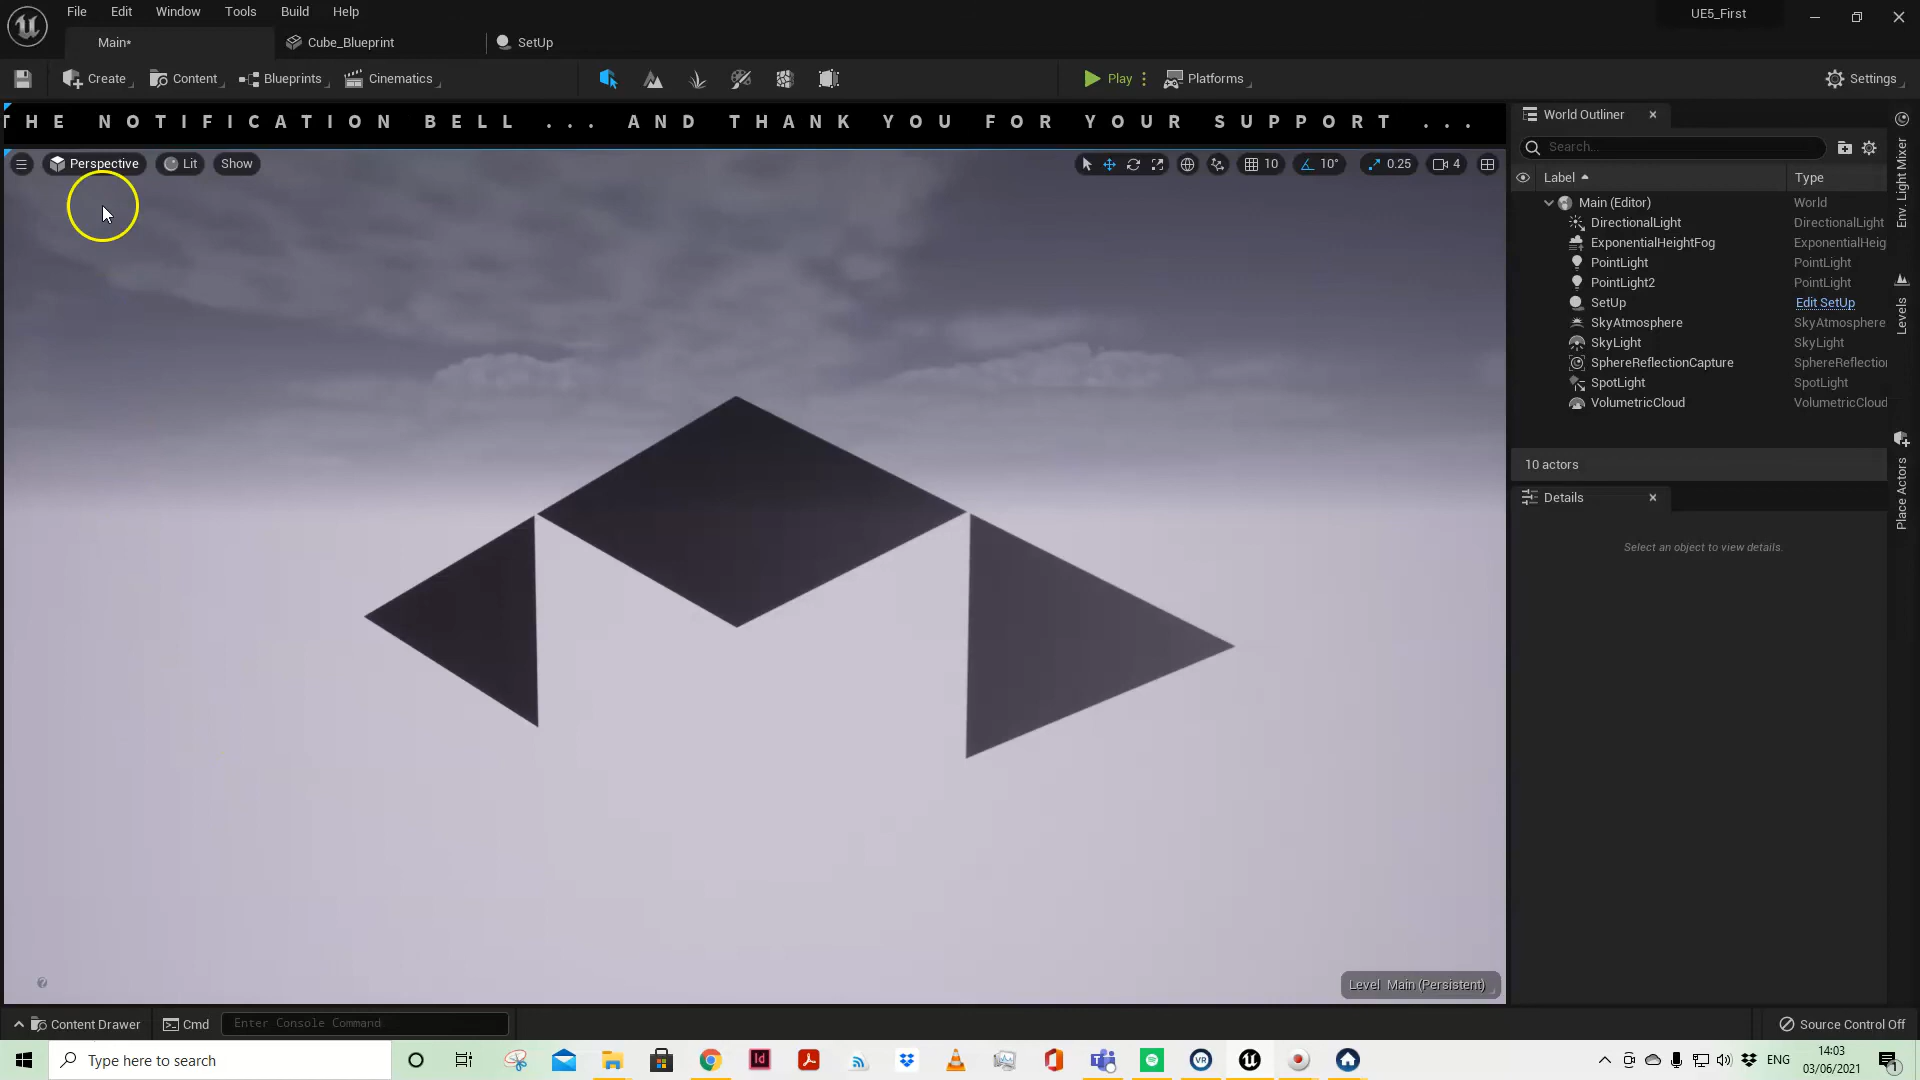 File Edit Window Tools Build Help
UE5_First
Main*
Cube_Blueprint
SetUp
Create
Content
Blueprints
Cinematics
Play
Platforms
Settings
THE NOTIFICATION BELL ... AND THANK YOU FOR YOUR SUPPORT ...
Perspective
Lit
Show
10
10°
0.25
4
World Outliner
Search...
Label
Type
Main (Editor) World
DirectionalLight DirectionalLight
ExponentialHeightFog ExponentialHeig
PointLight PointLight
PointLight2 PointLight
SetUp Edit SetUp
SkyAtmosphere SkyAtmosphere
SkyLight SkyLight
SphereReflectionCapture SphereReflection
SpotLight SpotLight
VolumetricCloud VolumetricCloud
10 actors
Details
Select an object to view details.
Env. Light Mixer
Levels
Place Actors
Level Main (Persistent)
Content Drawer
Cmd
Enter Console Command
Source Control Off
Type here to search
ENG
14:03
03/06/2021